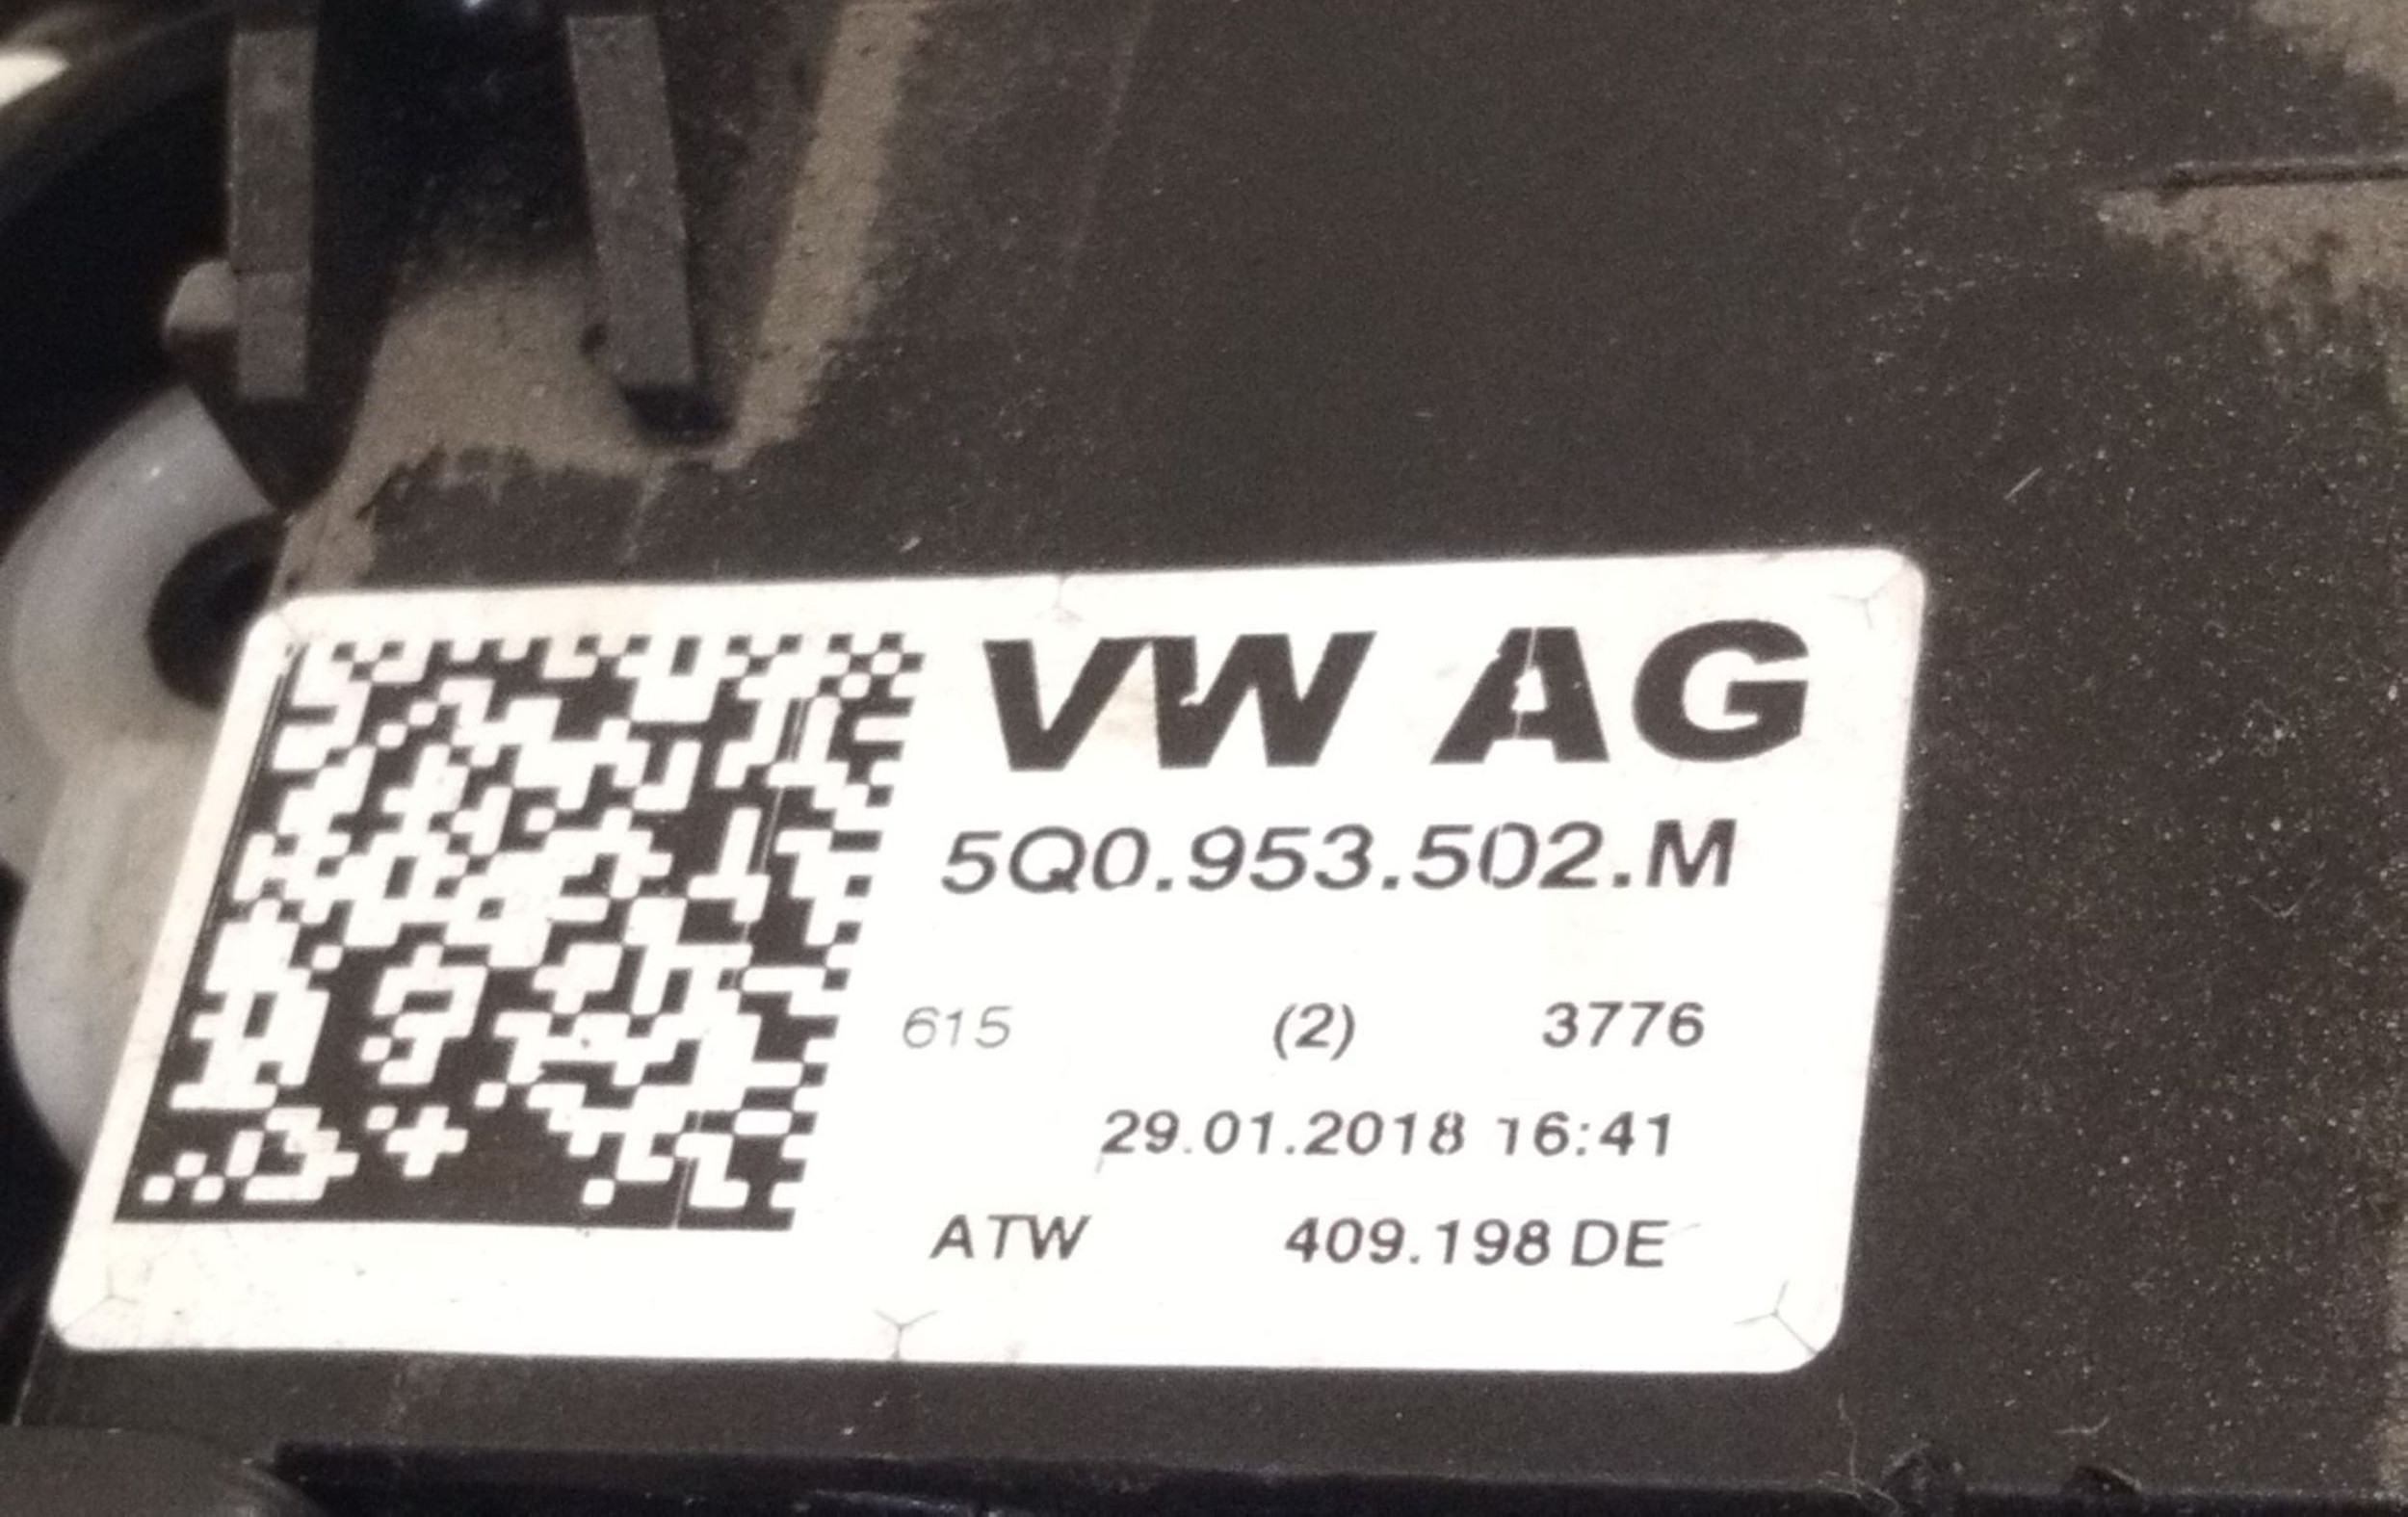 VW AG
5Q0.953.502.M
615 (2) 3776
29.01.2018 16:41
ATW 409.198 DE